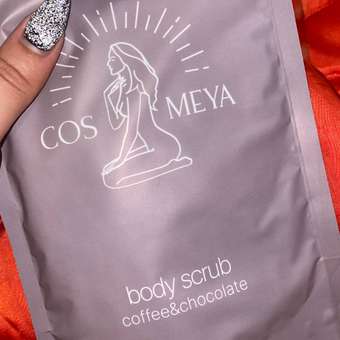 COS MEYA
body scrub
coffee&chocolate